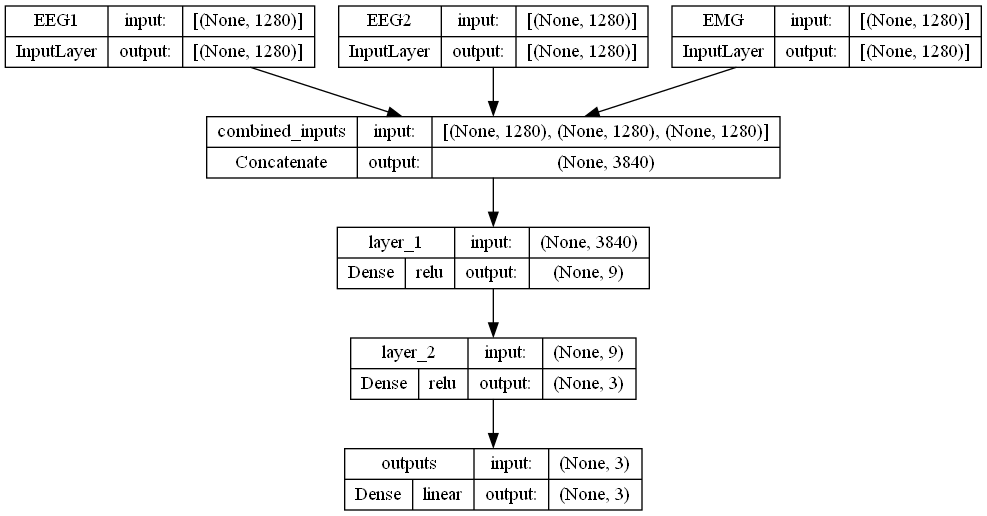 EEG1 input: [(None, 1280)]
InputLayer output: [(None, 1280)]
EEG2 input: [(None, 1280)]
InputLayer output: [(None, 1280)]
EMG input: [(None, 1280)]
InputLayer output: [(None, 1280)]
combined_inputs input: [(None, 1280), (None, 1280), (None, 1280)]
Concatenate output: (None, 3840)
layer_1 input: (None, 3840)
Dense relu output: (None, 9)
layer_2 input: (None, 9)
Dense relu output: (None, 3)
outputs input: (None, 3)
Dense linear output: (None, 3)